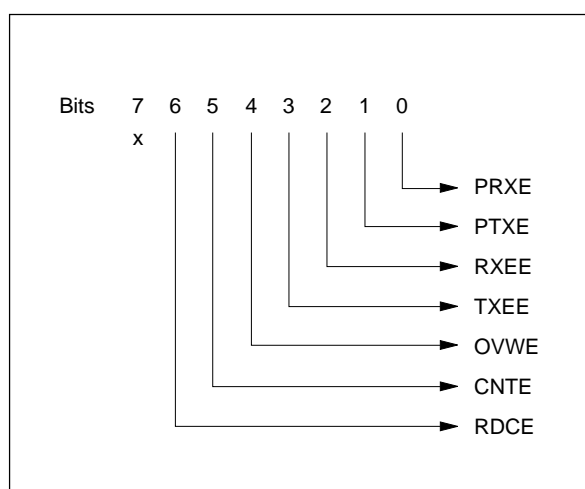 Bits 7 6 5 4 3 2 1 0
x
PRXE
PTXE
RXEE
TXEE
OVWE
CNTE
RDCE